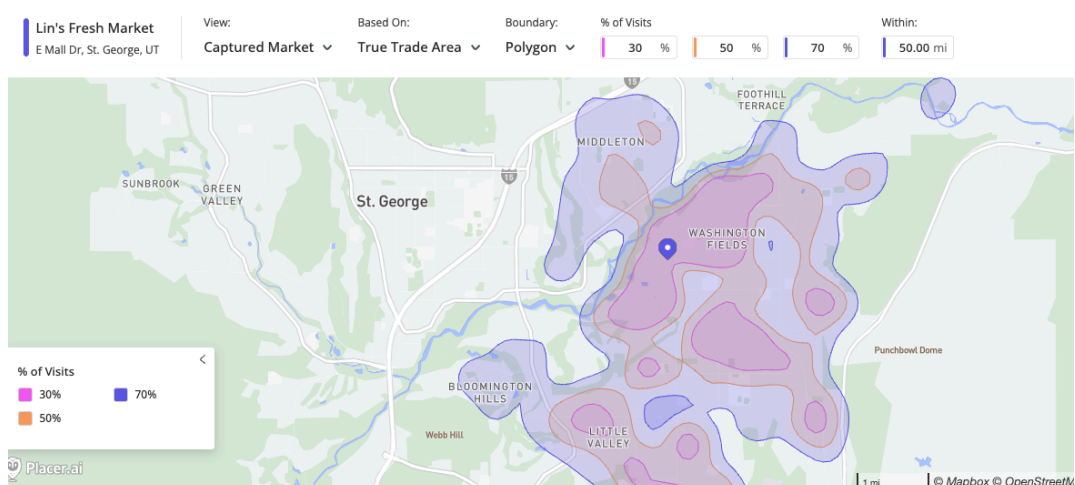 Lin's Fresh Market
E Mall Dr, St. George, UT
View:
Captured Market
Based On:
True Trade Area
Boundary:
Polygon
% of Visits
30 %
50 %
70 %
Within:
50.00 mi
15
FOOTHILL
TERRACE
MIDDLETON
15
SUNBROOK
GREEN
VALLEY
St. George
WASHINGTON
FIELDS
Punchbowl Dome
BLOOMINGTON
HILLS
Webb Hill
LITTLE
VALLEY
% of Visits
30%
70%
50%
Placer.ai
1 mi
© Mapbox © OpenStreetM